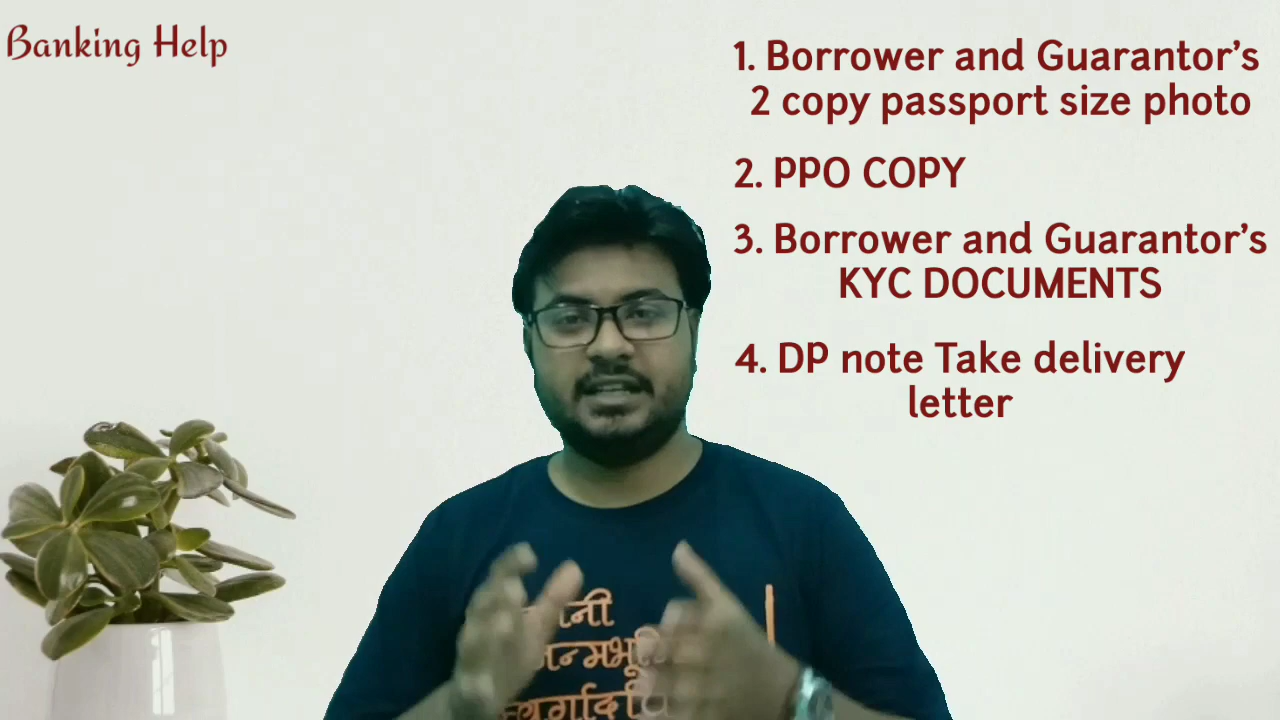 Banking Help
1. Borrower and Guarantor's
2 copy passport size photo
2. PPO COPY
3. Borrower and Guarantor's
KYC DOCUMENTS
4. DP note Take delivery
letter